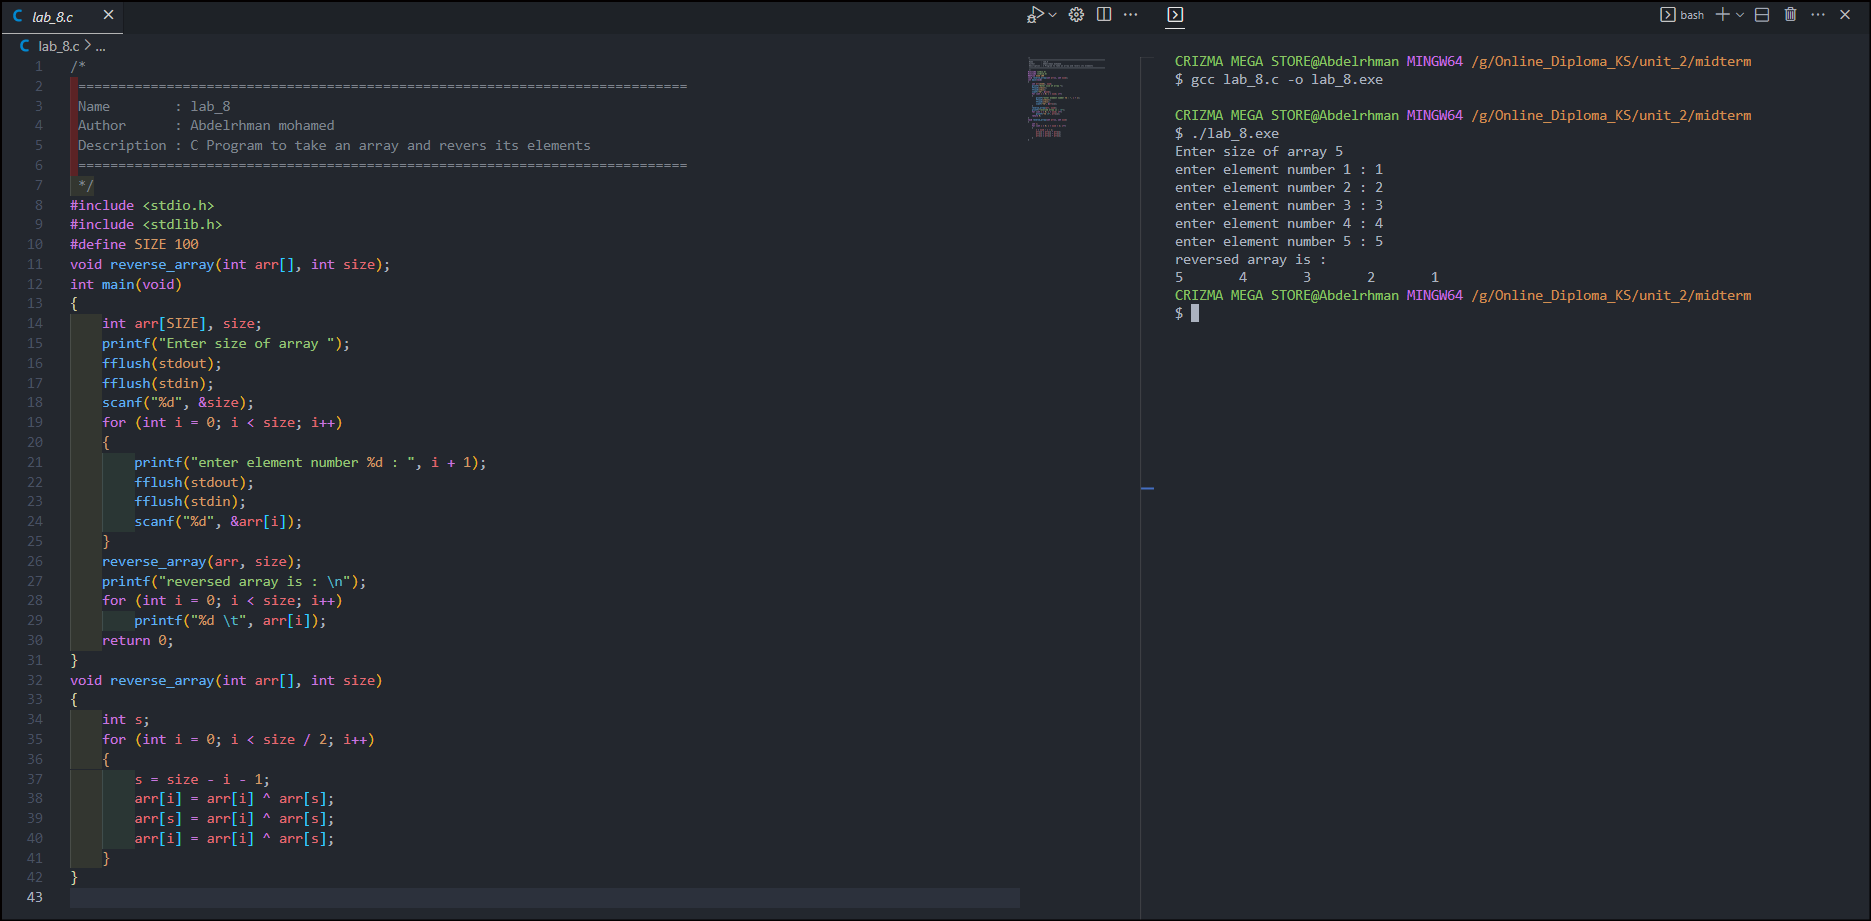 lab_8.c
bash
lab_8.c > ...
1 /*
2 ============================================================================
3 Name        : lab_8
4 Author      : Abdelrhman mohamed
5 Description : C Program to take an array and revers its elements
6 ============================================================================
7 */
8 #include <stdio.h>
9 #include <stdlib.h>
10 #define SIZE 100
11 void reverse_array(int arr[], int size);
12 int main(void)
13 {
14     int arr[SIZE], size;
15     printf("Enter size of array ");
16     fflush(stdout);
17     fflush(stdin);
18     scanf("%d", &size);
19     for (int i = 0; i < size; i++)
20     {
21         printf("enter element number %d : ", i + 1);
22         fflush(stdout);
23         fflush(stdin);
24         scanf("%d", &arr[i]);
25     }
26     reverse_array(arr, size);
27     printf("reversed array is : \n");
28     for (int i = 0; i < size; i++)
29         printf("%d \t", arr[i]);
30     return 0;
31 }
32 void reverse_array(int arr[], int size)
33 {
34     int s;
35     for (int i = 0; i < size / 2; i++)
36     {
37         s = size - i - 1;
38         arr[i] = arr[i] ^ arr[s];
39         arr[s] = arr[i] ^ arr[s];
40         arr[i] = arr[i] ^ arr[s];
41     }
42 }
43
CRIZMA MEGA STORE@Abdelrhman MINGW64 /g/Online_Diploma_KS/unit_2/midterm
$ gcc lab_8.c -o lab_8.exe
CRIZMA MEGA STORE@Abdelrhman MINGW64 /g/Online_Diploma_KS/unit_2/midterm
$ ./lab_8.exe
Enter size of array 5
enter element number 1 : 1
enter element number 2 : 2
enter element number 3 : 3
enter element number 4 : 4
enter element number 5 : 5
reversed array is :
5       4       3       2       1
CRIZMA MEGA STORE@Abdelrhman MINGW64 /g/Online_Diploma_KS/unit_2/midterm
$